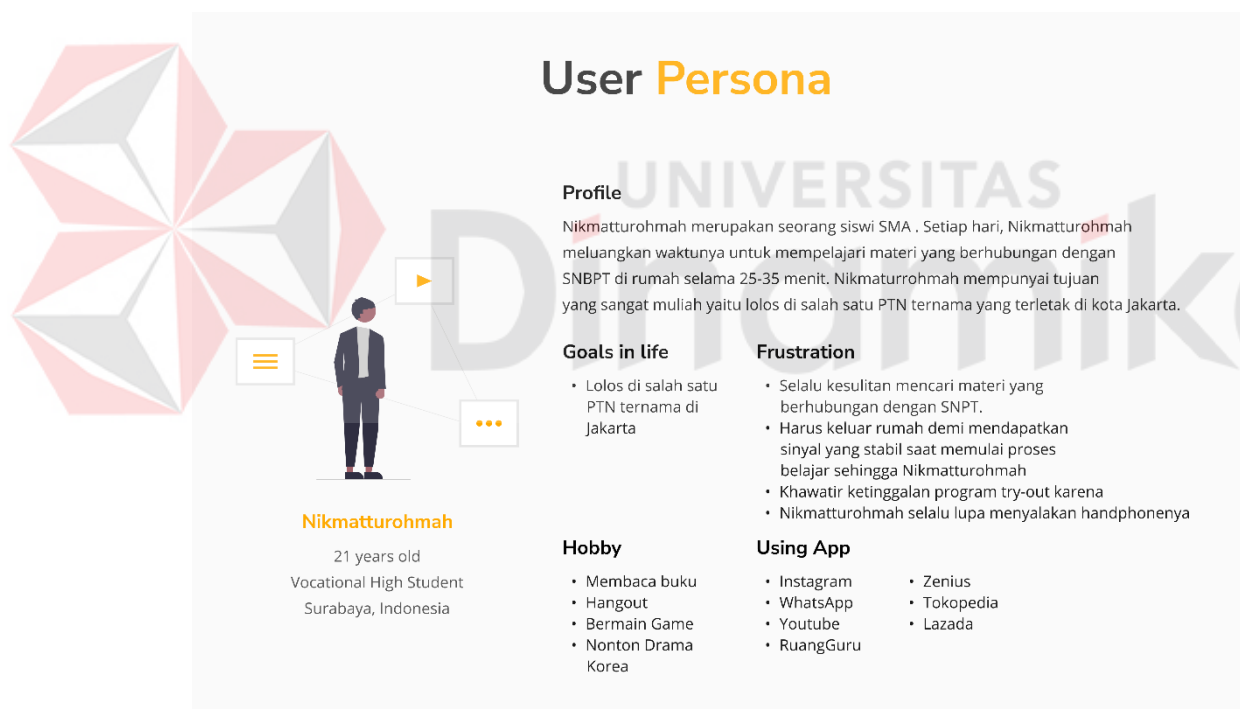 User Persona
UNIVERSITAS
Dinamika
Profile
Nikmatturohmah merupakan seorang siswi SMA . Setiap hari, Nikmatturohmah
meluangkan waktunya untuk mempelajari materi yang berhubungan dengan
SNBPT di rumah selama 25-35 menit. Nikmaturrohmah mempunyai tujuan
yang sangat muliah yaitu lolos di salah satu PTN ternama yang terletak di kota Jakarta.
Goals in life
• Lolos di salah satu
PTN ternama di
Jakarta
Frustration
• Selalu kesulitan mencari materi yang
berhubungan dengan SNPT.
• Harus keluar rumah demi mendapatkan
sinyal yang stabil saat memulai proses
belajar sehingga Nikmatturohmah
• Khawatir ketinggalan program try-out karena
• Nikmatturohmah selalu lupa menyalakan handphonenya
Nikmatturohmah
21 years old
Vocational High Student
Surabaya, Indonesia
Hobby
• Membaca buku
• Hangout
• Bermain Game
• Nonton Drama
Korea
Using App
• Instagram
• WhatsApp
• Youtube
• RuangGuru
• Zenius
• Tokopedia
• Lazada